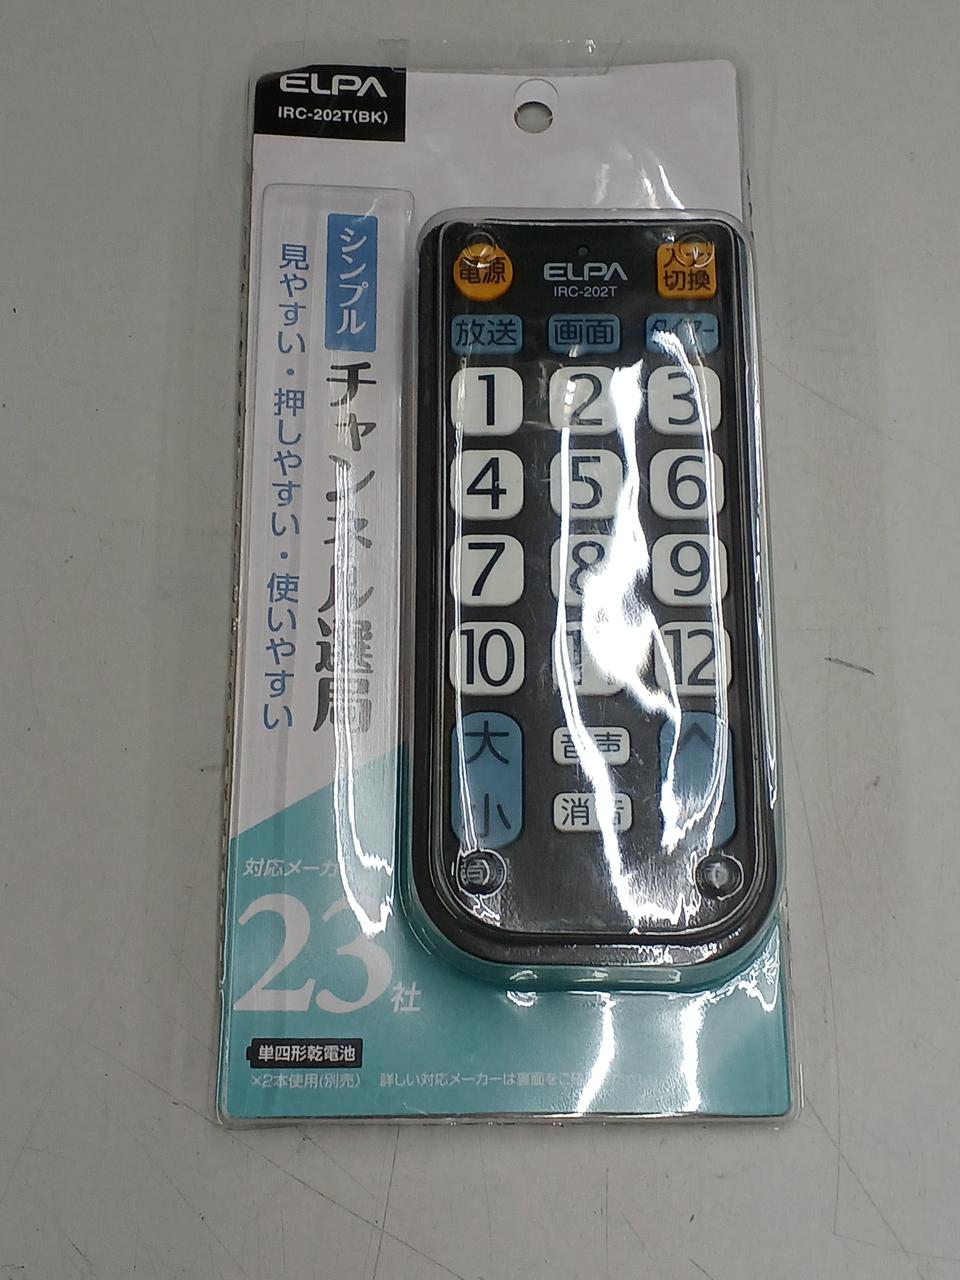 ELPA
IRC-202T(BK)
シンプル
チャンネル選局
見やすい・押しやすい・使いやすい
電源
ELPA
IRC-202T
切換
放送
画面
タイマー
1
2
3
4
5
6
7
8
9
10
12
大
音声
小
消音
対応メーカー
23社
単四形乾電池
×2本使用(別売) 詳しい対応メーカーは裏面をご